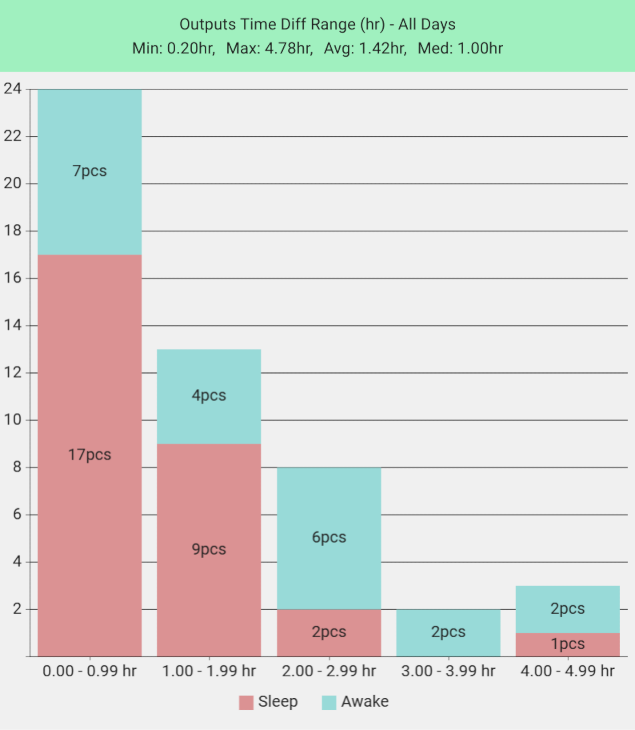 Outputs Time Diff Range (hr) - All Days
Min: 0.20hr, Max: 4.78hr, Avg: 1.42hr, Med: 1.00hr
24
22
20
18
16
14
12
10
8
6
4
2
7pcs
17pcs
4pcs
9pcs
6pcs
2pcs
2pcs
2pcs
1pcs
0.00 - 0.99 hr 1.00 - 1.99 hr 2.00 - 2.99 hr 3.00 - 3.99 hr 4.00 - 4.99 hr
Sleep Awake